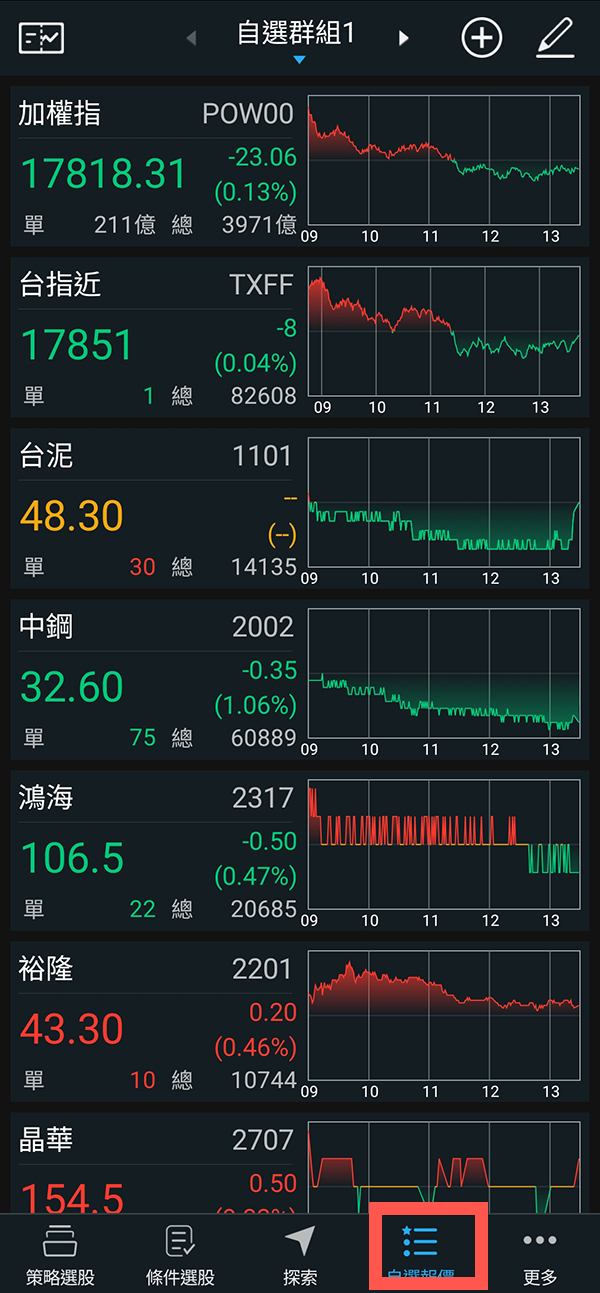 自選群組1
加權指 POW00
17818.31 -23.06
(0.13%)
單 211億 總 3971億
09 10 11 12 13
台指近 TXFF
17851 -8
(0.04%)
單 1 總 82608
09 10 11 12 13
台泥 1101
48.30 --
(--)
單 30 總 14135
09 10 11 12 13
中鋼 2002
32.60 -0.35
(1.06%)
單 75 總 60889
09 10 11 12 13
鴻海 2317
106.5 -0.50
(0.47%)
單 22 總 20685
09 10 11 12 13
裕隆 2201
43.30 0.20
(0.46%)
單 10 總 10744
09 10 11 12 13
晶華 2707
154.5 0.50
策略選股 條件選股 探索 自選報價 更多